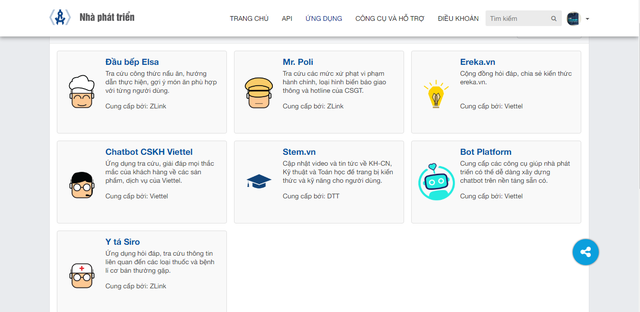 Nhà phát triển
TRANG CHỦ
API
ỨNG DỤNG
CÔNG CỤ VÀ HỖ TRỢ
ĐIỀU KHOẢN
Tìm kiếm
Đầu bếp Elsa
Tra cứu công thức nấu ăn, hướng
dẫn thực hiện, gợi ý món ăn phù hợp
với từng người dùng.
Cung cấp bởi: ZLink
Mr. Poli
Tra cứu các mức xử phạt vi phạm
hành chính, loại hình biển báo giao
thông và hotline của CSGT.
Cung cấp bởi: ZLink
Ereka.vn
Cộng đồng hỏi đáp, chia sẻ kiến thức
ereka.vn.
Cung cấp bởi: Viettel
Chatbot CSKH Viettel
Ứng dụng tra cứu, giải đáp mọi thắc
mắc của khách hàng về các sản
phẩm, dịch vụ của Viettel.
Cung cấp bởi: Viettel
Stem.vn
Cập nhật video và tin tức về KH-CN,
Kỹ thuật và Toán học để trang bị kiến
thức và kỹ năng cho người dùng.
Cung cấp bởi: DTT
Bot Platform
Cung cấp các công cụ giúp nhà phát
triển có thể dễ dàng xây dựng
chatbot trên nền tảng sẵn có.
Cung cấp bởi: Viettel
Y tá Siro
Ứng dụng hỏi đáp, tra cứu thông tin
liên quan đến các loại thuốc và bệnh
lí cơ bản thường gặp.
Cung cấp bởi: ZLink